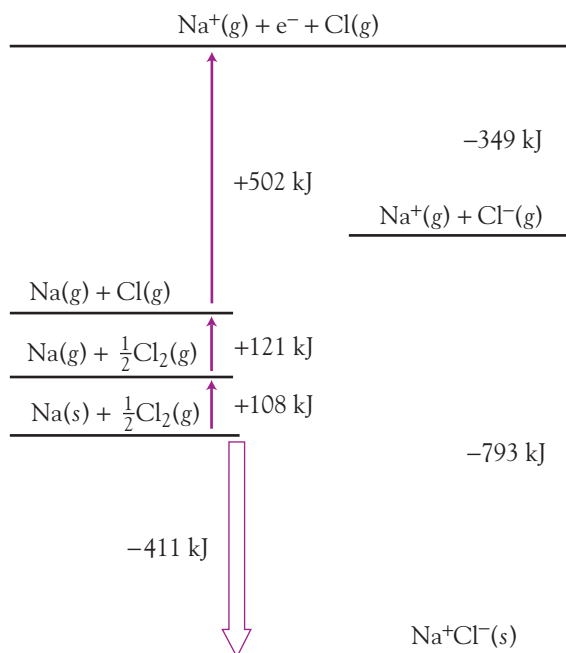 Na⁺(g) + e⁻ + Cl(g)
−349 kJ
+502 kJ
Na⁺(g) + Cl⁻(g)
Na(g) + Cl(g)
+121 kJ
Na(g) + ½Cl₂(g)
+108 kJ
Na(s) + ½Cl₂(g)
−793 kJ
−411 kJ
Na⁺Cl⁻(s)